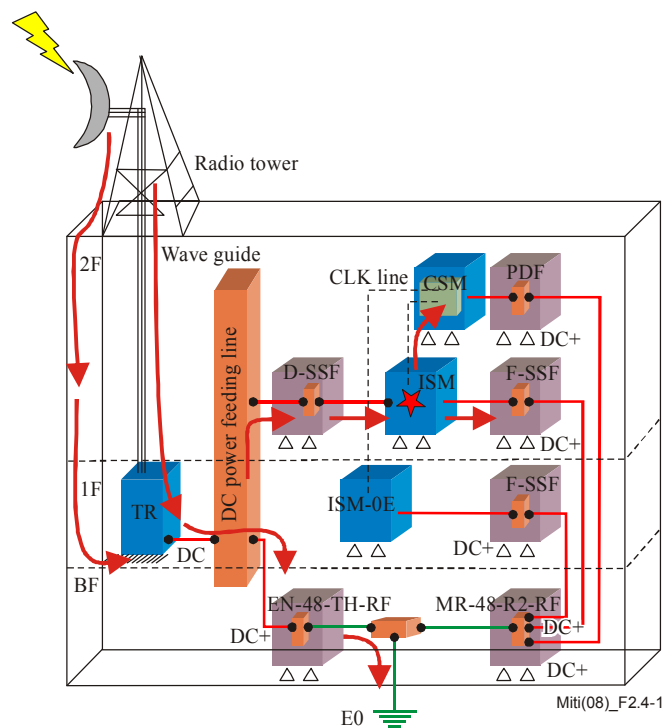 Radio tower
Wave guide
2F
CLK line
CSM
PDF
DC+
D-SSF
ISM
F-SSF
DC+
DC power feeding line
1F
TR
ISM-0E
F-SSF
DC+
DC
BF
EN-48-TH-RF
MR-48-R2-RF
DC+
DC+
DC+
E0
Miti(08)_F2.4-1